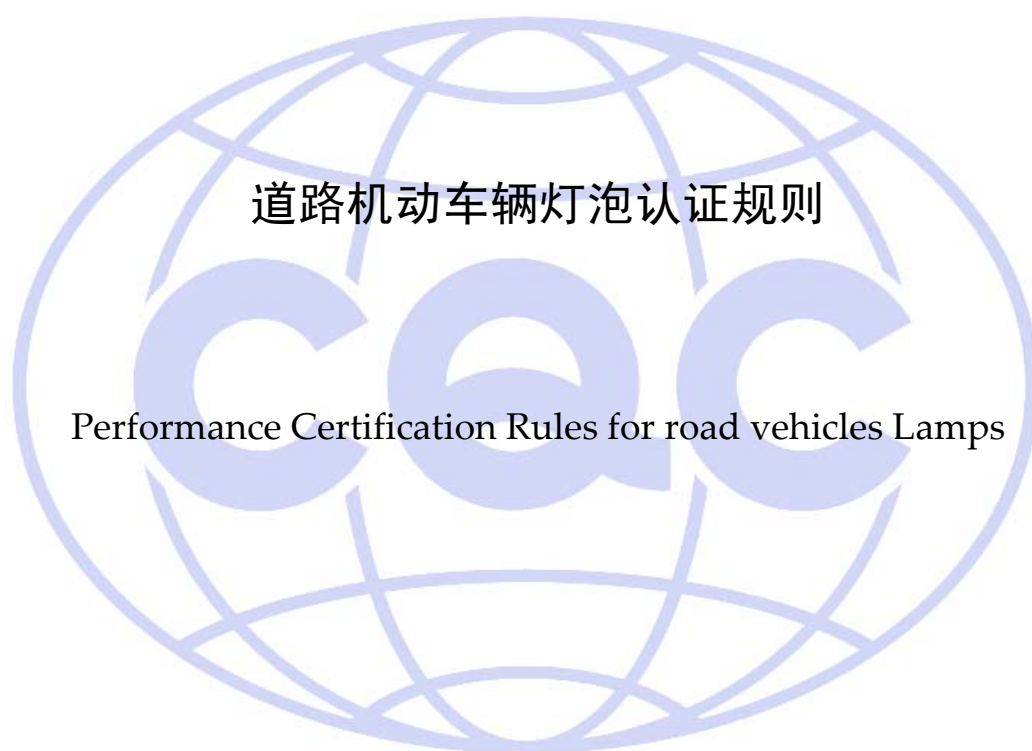 道路机动车辆灯泡认证规则
CQC
Performance Certification Rules for road vehicles Lamps